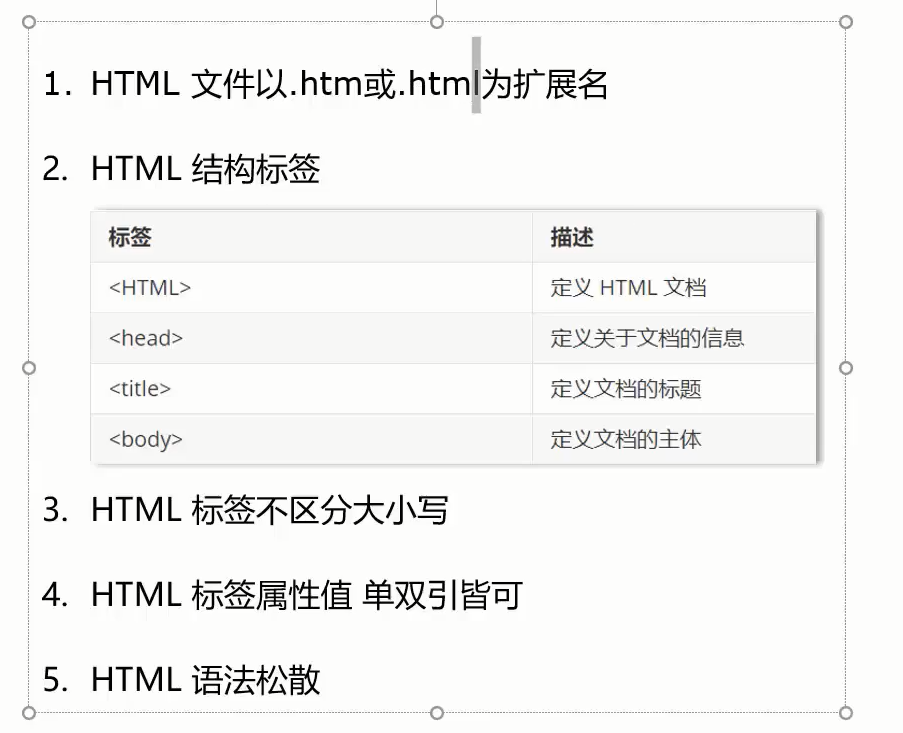 1. HTML 文件以.htm或.html为扩展名
2. HTML 结构标签
标签 描述
<HTML> 定义 HTML 文档
<head> 定义关于文档的信息
<title> 定义文档的标题
<body> 定义文档的主体
3. HTML 标签不区分大小写
4. HTML 标签属性值 单双引皆可
5. HTML 语法松散